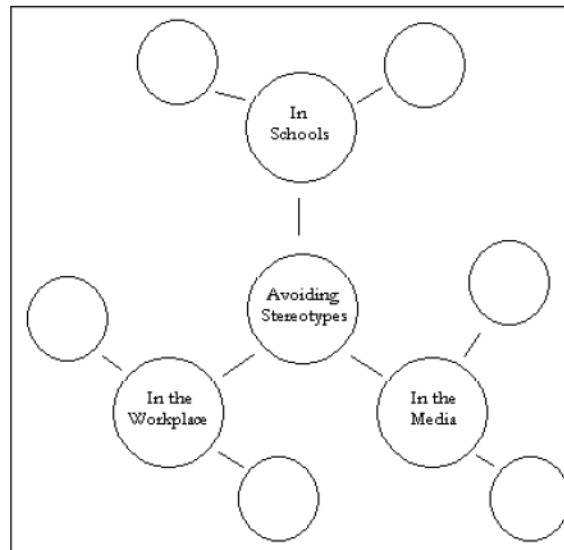 In
Schools
Avoiding
Stereotypes
In the
Workplace
In the
Media